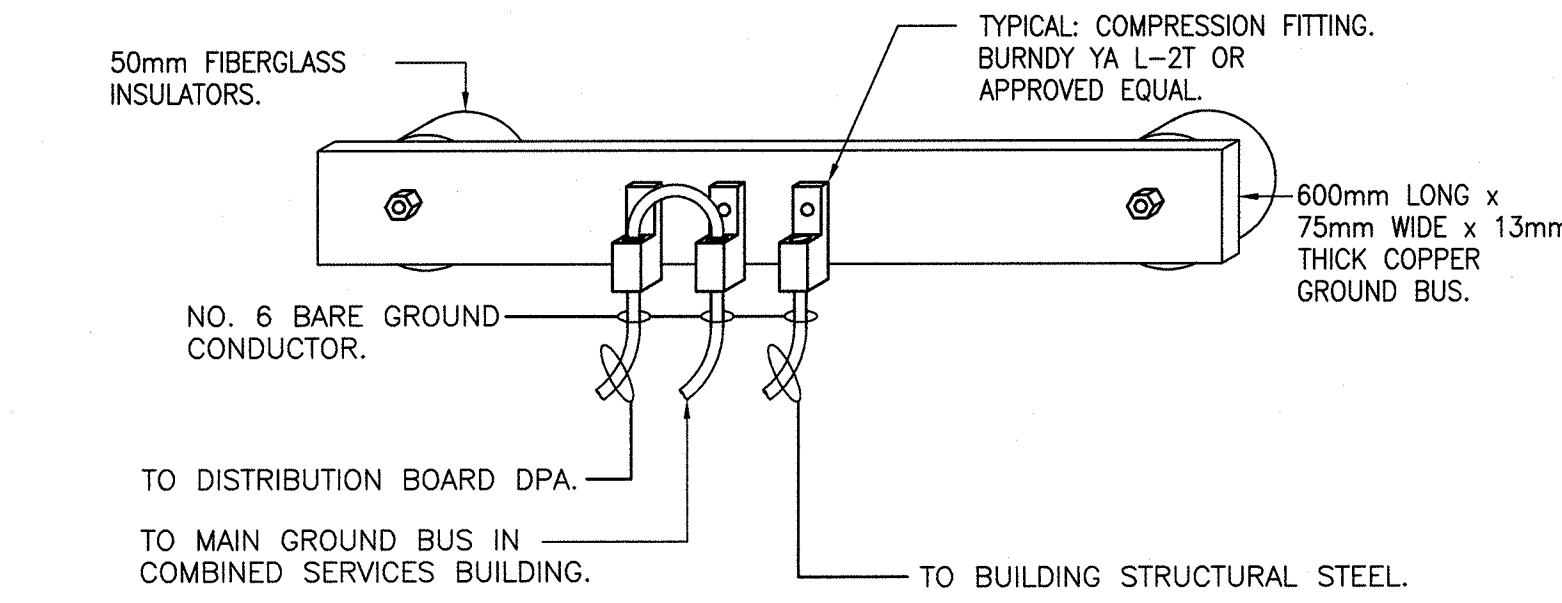 50mm FIBERGLASS
INSULATORS.
TYPICAL: COMPRESSION FITTING.
BURNDY YA L-2T OR
APPROVED EQUAL.
600mm LONG x
75mm WIDE x 13mm
THICK COPPER
GROUND BUS.
NO. 6 BARE GROUND
CONDUCTOR.
TO DISTRIBUTION BOARD DPA.
TO MAIN GROUND BUS IN
COMBINED SERVICES BUILDING.
TO BUILDING STRUCTURAL STEEL.